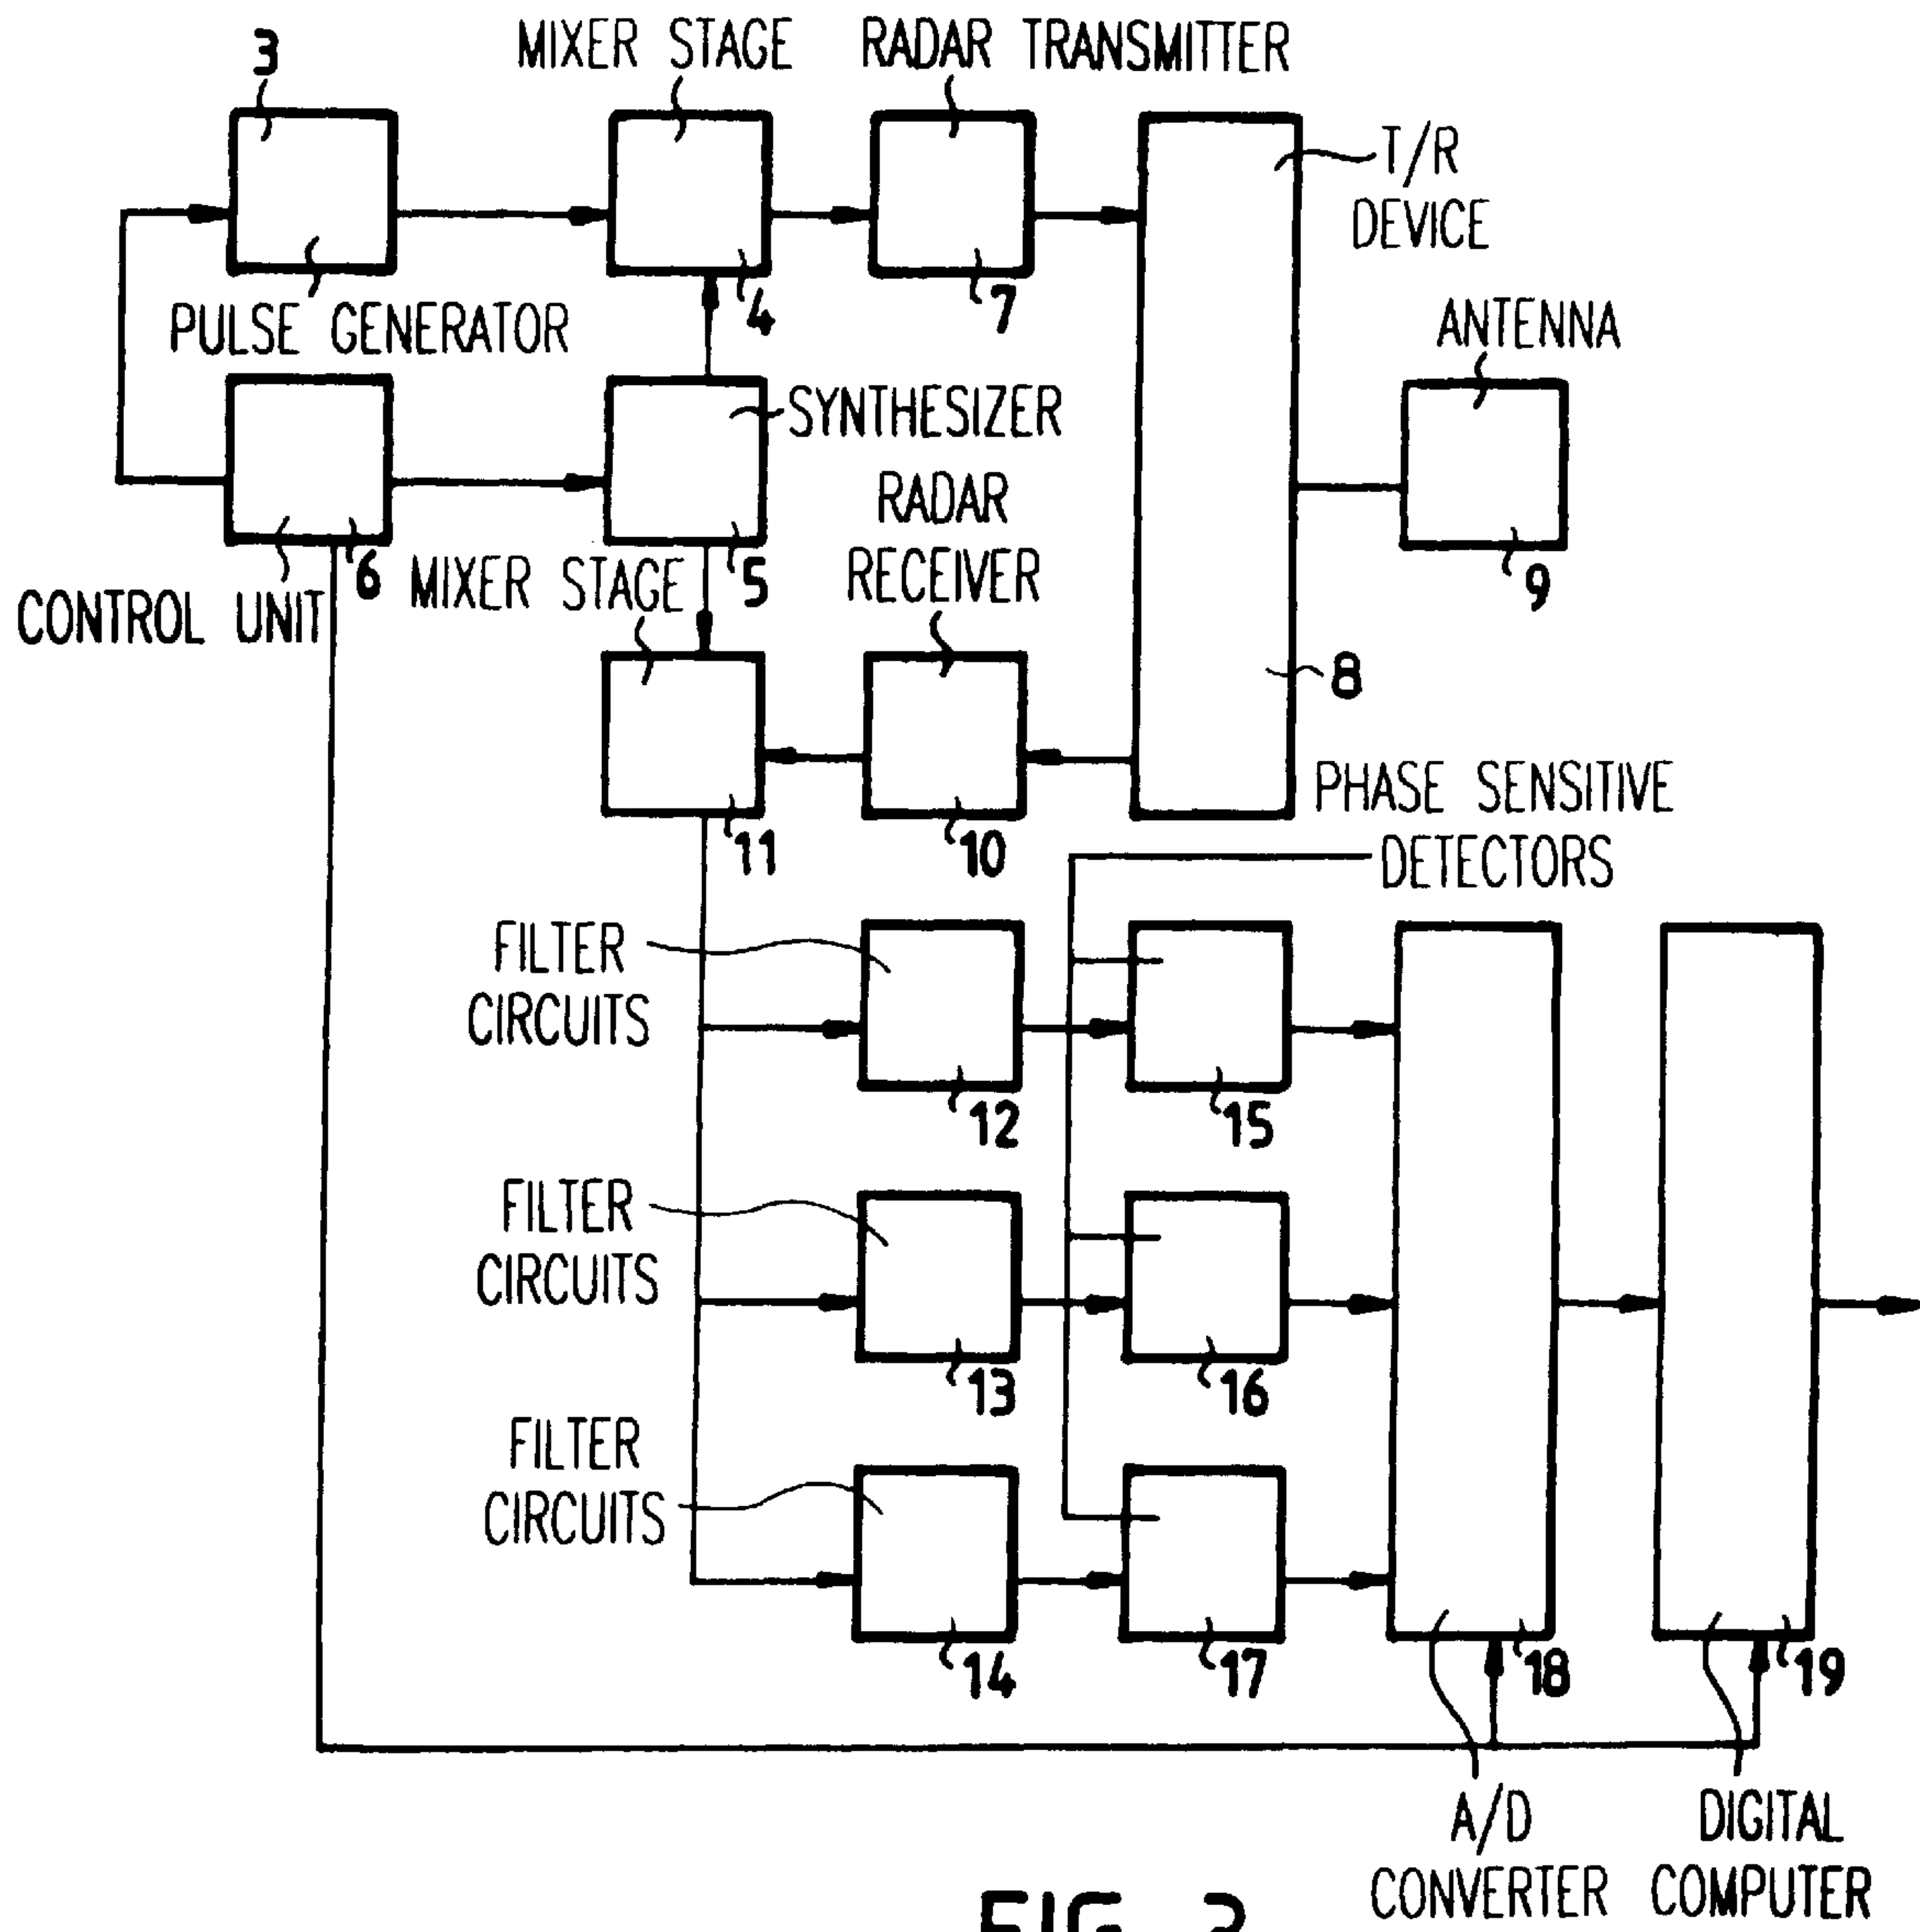 MIXER STAGE
RADAR TRANSMITTER
3
T/R
DEVICE
PULSE GENERATOR
4
7
ANTENNA
SYNTHESIZER
RADAR
RECEIVER
CONTROL UNIT
6
MIXER STAGE
5
9
8
11
10
PHASE SENSITIVE
DETECTORS
FILTER
CIRCUITS
12
15
FILTER
CIRCUITS
13
16
FILTER
CIRCUITS
14
17
18
19
A/D
CONVERTER
DIGITAL
COMPUTER
FIG. 2